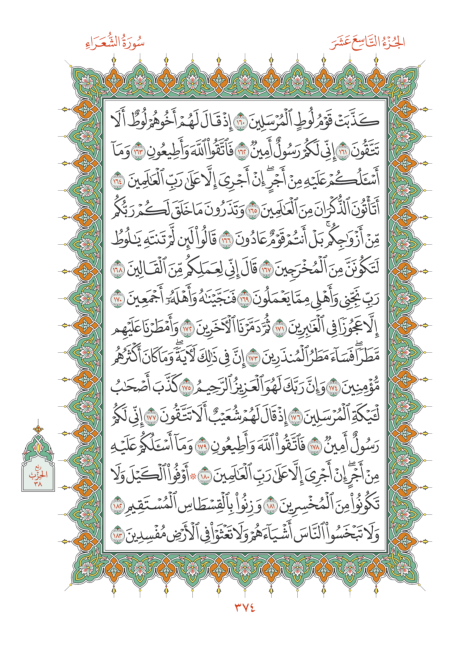 سُورَةُ الشُّعَرَاءِ
الجُزْءُ التَّاسِعَ عَشَرَ
كَذَّبَتْ قَوْمُ لُوطٍ ٱلْمُرْسَلِينَ ١٦٠ إِذْ قَالَ لَهُمْ أَخُوهُمْ لُوطٌ أَلَا
تَتَّقُونَ ١٦١ إِنِّي لَكُمْ رَسُولٌ أَمِينٌ ١٦٢ فَٱتَّقُوا۟ ٱللَّهَ وَأَطِيعُونِ ١٦٣ وَمَآ
أَسْـَٔلُكُمْ عَلَيْهِ مِنْ أَجْرٍ ۖ إِنْ أَجْرِىَ إِلَّا عَلَىٰ رَبِّ ٱلْعَـٰلَمِينَ ١٦٤
أَتَأْتُونَ ٱلذُّكْرَانَ مِنَ ٱلْعَـٰلَمِينَ ١٦٥ وَتَذَرُونَ مَا خَلَقَ لَكُمْ رَبُّكُم
مِّنْ أَزْوَٰجِكُم ۚ بَلْ أَنتُمْ قَوْمٌ عَادُونَ ١٦٦ قَالُوا۟ لَئِن لَّمْ تَنتَهِ يَـٰلُوطُ
لَتَكُونَنَّ مِنَ ٱلْمُخْرَجِينَ ١٦٧ قَالَ إِنِّى لِعَمَلِكُم مِّنَ ٱلْقَالِينَ ١٦٨
رَبِّ نَجِّنِى وَأَهْلِى مِمَّا يَعْمَلُونَ ١٦٩ فَنَجَّيْنَـٰهُ وَأَهْلَهُۥٓ أَجْمَعِينَ ١٧٠
إِلَّا عَجُوزًا فِى ٱلْغَـٰبِرِينَ ١٧١ ثُمَّ دَمَّرْنَا ٱلْـَٔاخَرِينَ ١٧٢ وَأَمْطَرْنَا عَلَيْهِم
مَّطَرًا ۖ فَسَآءَ مَطَرُ ٱلْمُنذَرِينَ ١٧٣ إِنَّ فِى ذَٰلِكَ لَـَٔايَةً ۖ وَمَا كَانَ أَكْثَرُهُم
مُّؤْمِنِينَ ١٧٤ وَإِنَّ رَبَّكَ لَهُوَ ٱلْعَزِيزُ ٱلرَّحِيمُ ١٧٥ كَذَّبَ أَصْحَـٰبُ
لْـَٔيْكَةِ ٱلْمُرْسَلِينَ ١٧٦ إِذْ قَالَ لَهُمْ شُعَيْبٌ أَلَا تَتَّقُونَ ١٧٧ إِنِّى لَكُمْ
رَسُولٌ أَمِينٌ ١٧٨ فَٱتَّقُوا۟ ٱللَّهَ وَأَطِيعُونِ ١٧٩ وَمَآ أَسْـَٔلُكُمْ عَلَيْهِ
مِنْ أَجْرٍ ۖ إِنْ أَجْرِىَ إِلَّا عَلَىٰ رَبِّ ٱلْعَـٰلَمِينَ ١٨٠ ۞ أَوْفُوا۟ ٱلْكَيْلَ وَلَا
تَكُونُوا۟ مِنَ ٱلْمُخْسِرِينَ ١٨١ وَزِنُوا۟ بِٱلْقِسْطَاسِ ٱلْمُسْتَقِيمِ ١٨٢
وَلَا تَبْخَسُوا۟ ٱلنَّاسَ أَشْيَآءَهُمْ وَلَا تَعْثَوْا۟ فِى ٱلْأَرْضِ مُفْسِدِينَ ١٨٣
ربع
الحزب
٣٨
٣٧٤